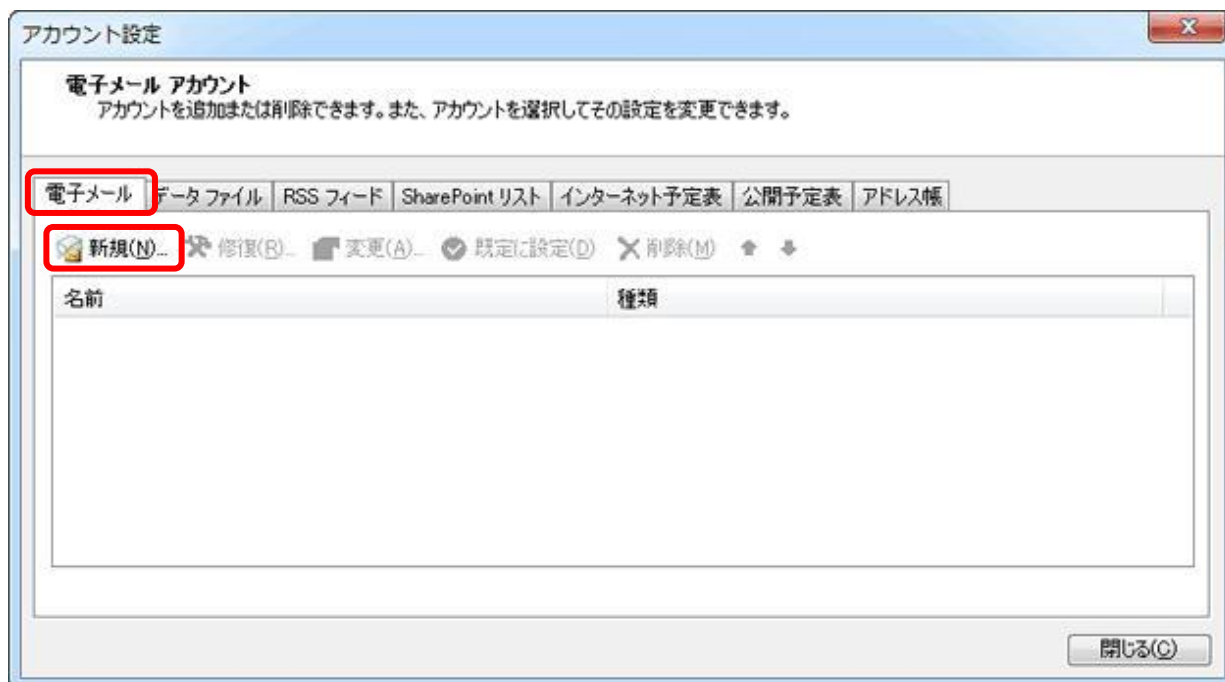 アカウント設定
電子メール アカウント
アカウントを追加または削除できます。また、アカウントを選択してその設定を変更できます。
電子メール データ ファイル RSS フィード SharePoint リスト インターネット予定表 公開予定表 アドレス帳
新規(N)... 修復(R)... 変更(A)... 既定に設定(D) 削除(M)
名前 種類
閉じる(C)